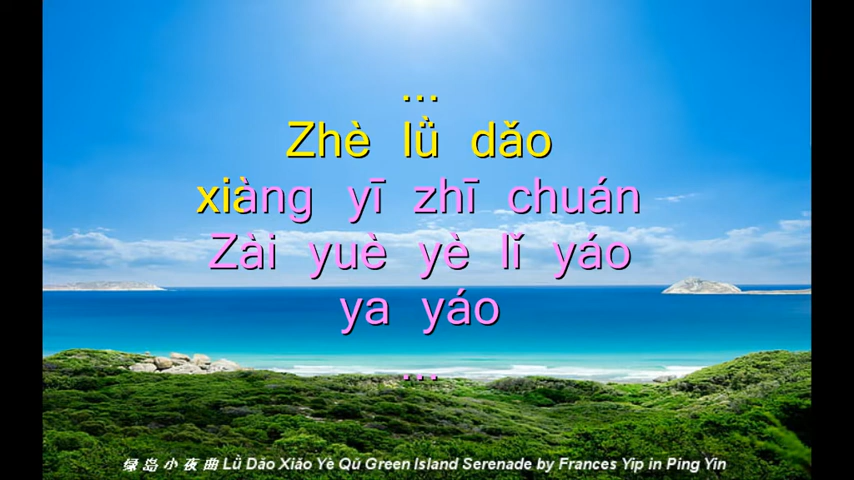 ...
Zhè lǜ dǎo
xiàng yī zhī chuán
Zài yuè yè lǐ yáo
ya yáo
...
绿岛小夜曲 Lǜ Dǎo Xiǎo Yè Qǔ Green Island Serenade by Frances Yip in Ping Yin